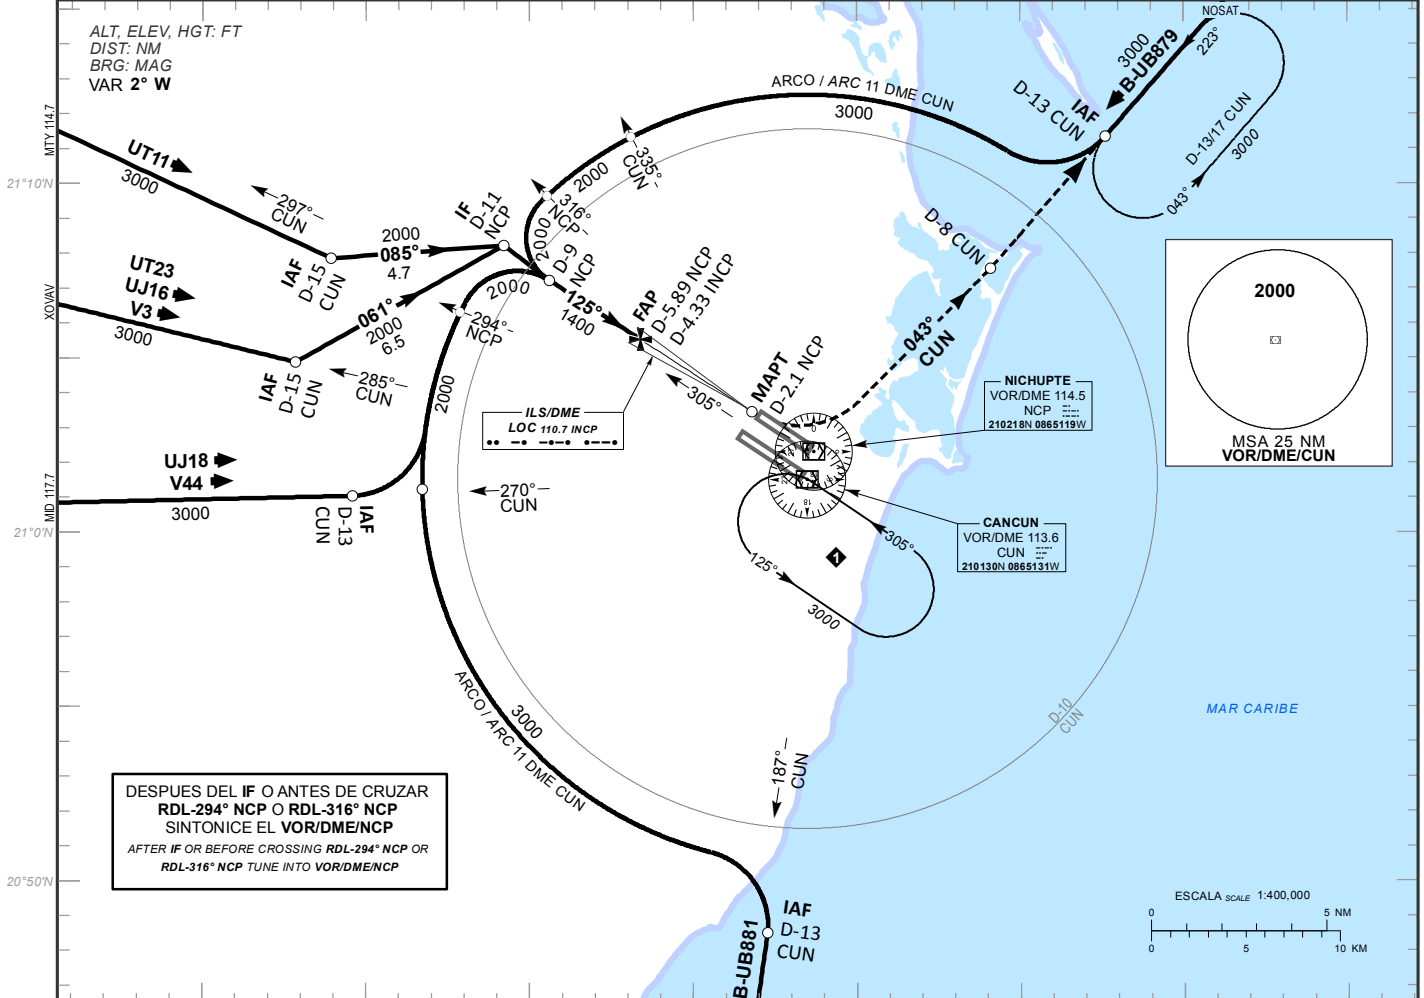 ALT, ELEV, HGT: FT
DIST: NM
BRG: MAG
VAR 2° W
NOSAT
223°
3000
B-UB879
IAF
D-13 CUN
D-13/17 CUN
3000
043°
ARCO / ARC 11 DME CUN
3000
MTY 114.7
UT11
3000
21°10'N
297°
CUN
335°
CUN
2000
316°
NCP
2000
IF
D-11
NCP
2000
085°
4.7
IAF
D-15
CUN
D-9
NCP
D-8 CUN
UT23
UJ16
V3
3000
XOVAV
061°
2000
6.5
2000
294°
NCP
125°
1400
FAP
D-5.89 NCP
D-4.33 INCP
043°
CUN
2000
MSA 25 NM
VOR/DME/CUN
IAF
D-15
CUN
285°
CUN
2000
305°
MAPT
D-2.1 NCP
ILS/DME
LOC 110.7 INCP
NICHUPTE
VOR/DME 114.5
NCP
210218N 0865119W
UJ18
V44
3000
MID 117.7
IAF
D-13
CUN
270°
CUN
0
18
21°0'N
CANCUN
VOR/DME 113.6
CUN
210130N 0865131W
305°
125°
3000
1
ARCO / ARC 11 DME CUN
3000
187°
CUN
D-10
CUN
MAR CARIBE
DESPUES DEL IF O ANTES DE CRUZAR
RDL-294° NCP O RDL-316° NCP
SINTONICE EL VOR/DME/NCP
AFTER IF OR BEFORE CROSSING RDL-294° NCP OR
RDL-316° NCP TUNE INTO VOR/DME/NCP
20°50'N
B-UB881
IAF
D-13
CUN
ESCALA SCALE 1:400,000
0 5 NM
0 5 10 KM